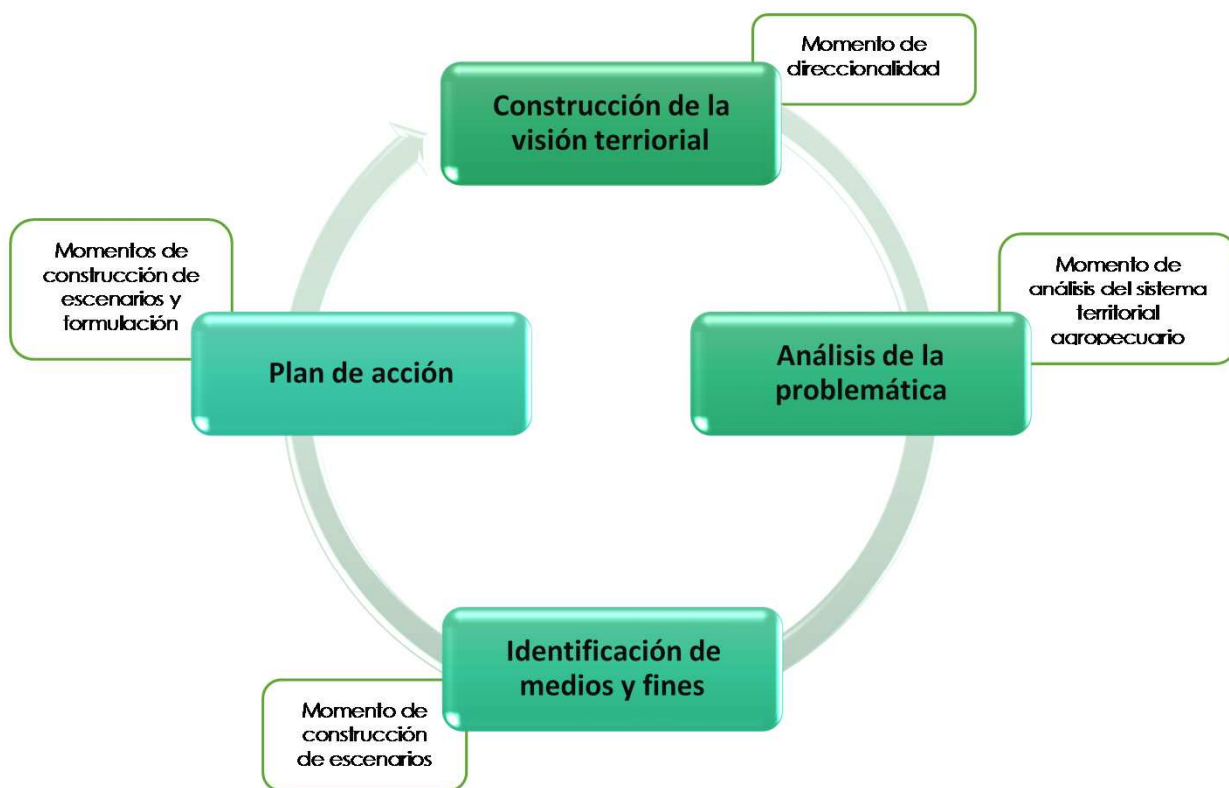 Momento de
direccionalidad
Construcción de la
visión terriorial
Momentos de
construcción de
escenarios y
formulación
Momento de
análisis del sistema
territorial
agropecuario
Plan de acción
Análisis de la
problemática
Identificación de
medios y fines
Momento de
construcción
de escenarios